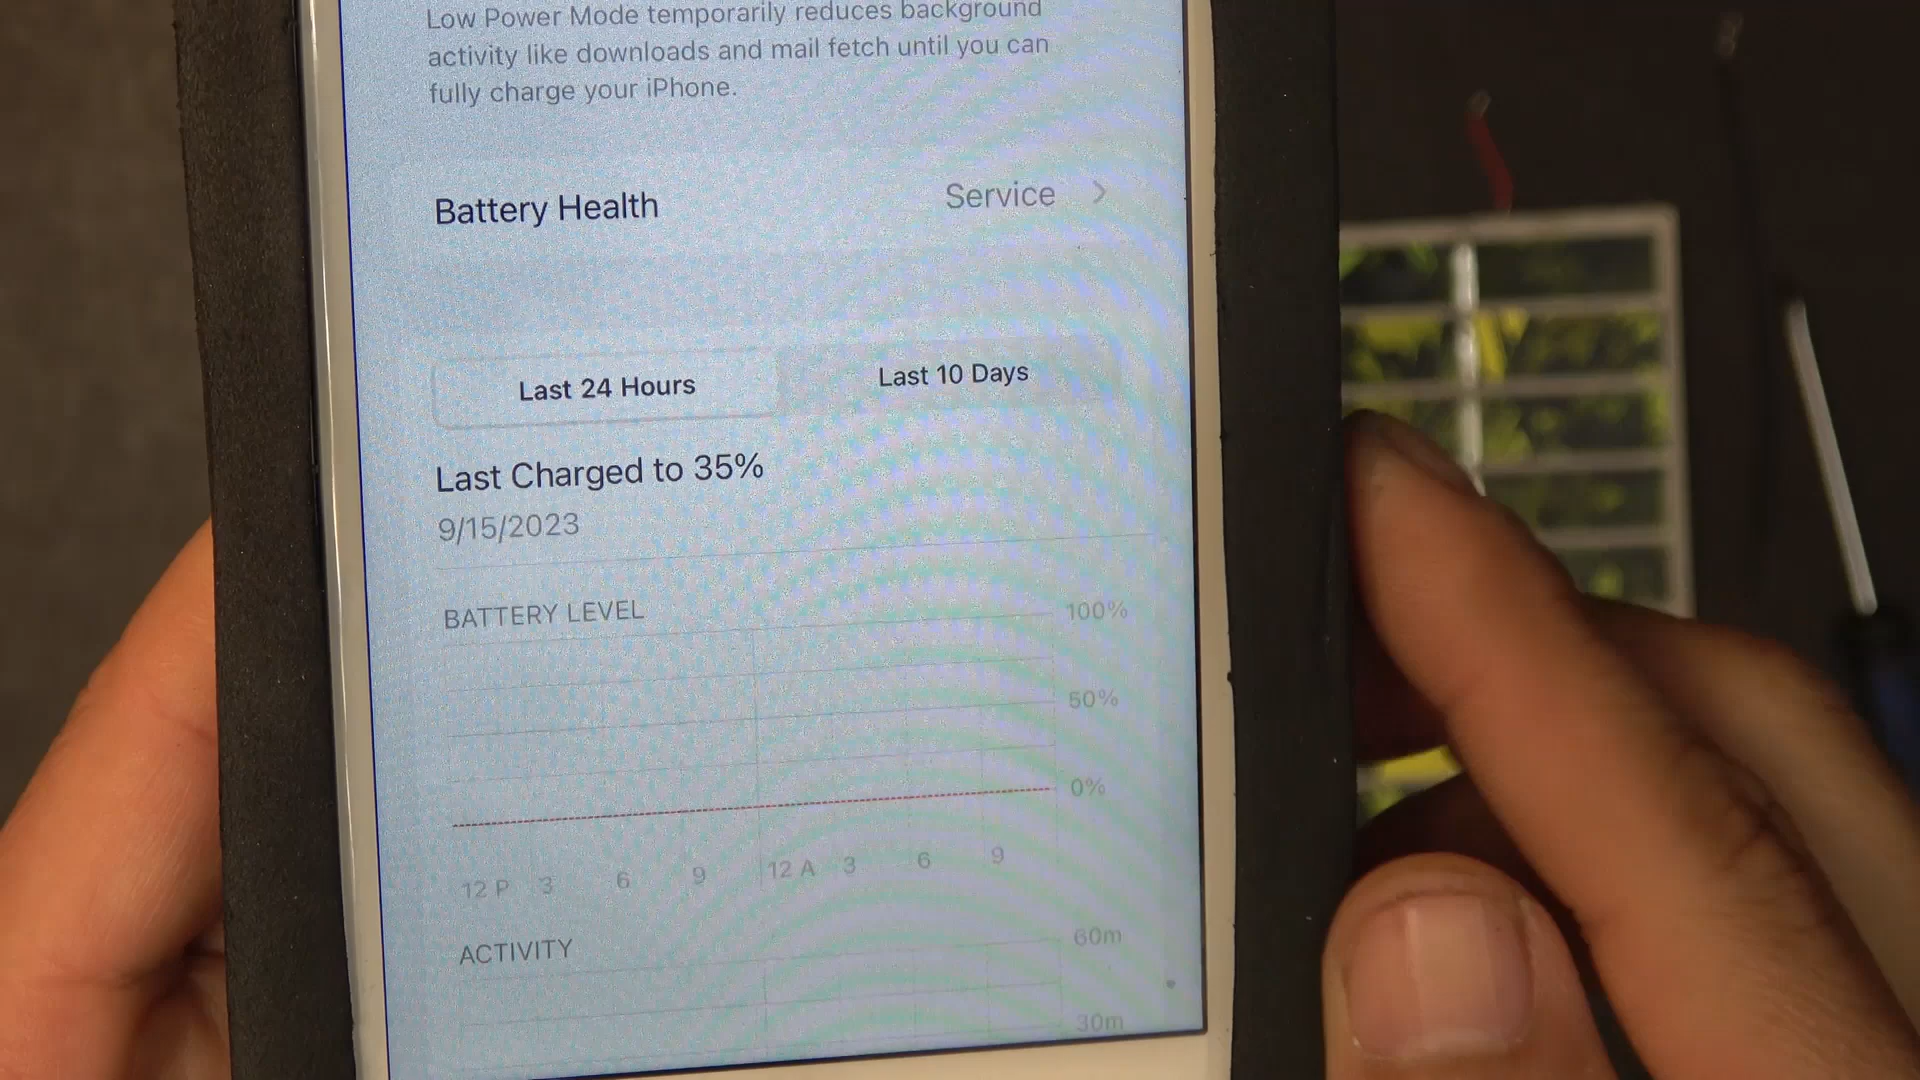 Low Power Mode temporarily reduces background
activity like downloads and mail fetch until you can
fully charge your iPhone.
Battery Health Service
Last 24 Hours Last 10 Days
Last Charged to 35%
9/15/2023
BATTERY LEVEL 100%
50%
0%
12 P 3 6 9 12 A 3 6 9
ACTIVITY 60m
30m